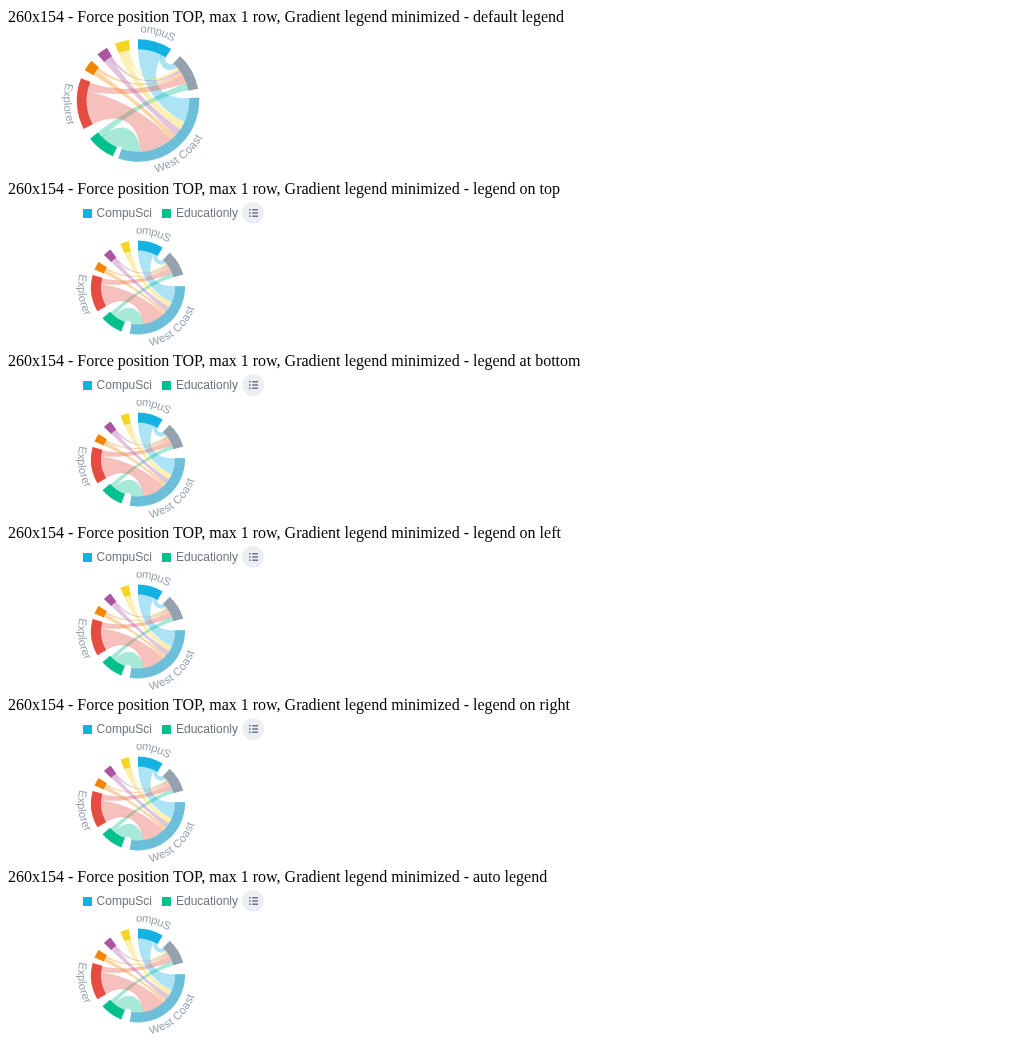 260x154 - Force position TOP, max 1 row, Gradient legend minimized - default legend
ompuS
Explorer
West Coast
260x154 - Force position TOP, max 1 row, Gradient legend minimized - legend on top
CompuSci Educationly
ompuS
Explorer
West Coast
260x154 - Force position TOP, max 1 row, Gradient legend minimized - legend at bottom
CompuSci Educationly
ompuS
Explorer
West Coast
260x154 - Force position TOP, max 1 row, Gradient legend minimized - legend on left
CompuSci Educationly
ompuS
Explorer
West Coast
260x154 - Force position TOP, max 1 row, Gradient legend minimized - legend on right
CompuSci Educationly
ompuS
Explorer
West Coast
260x154 - Force position TOP, max 1 row, Gradient legend minimized - auto legend
CompuSci Educationly
ompuS
Explorer
West Coast